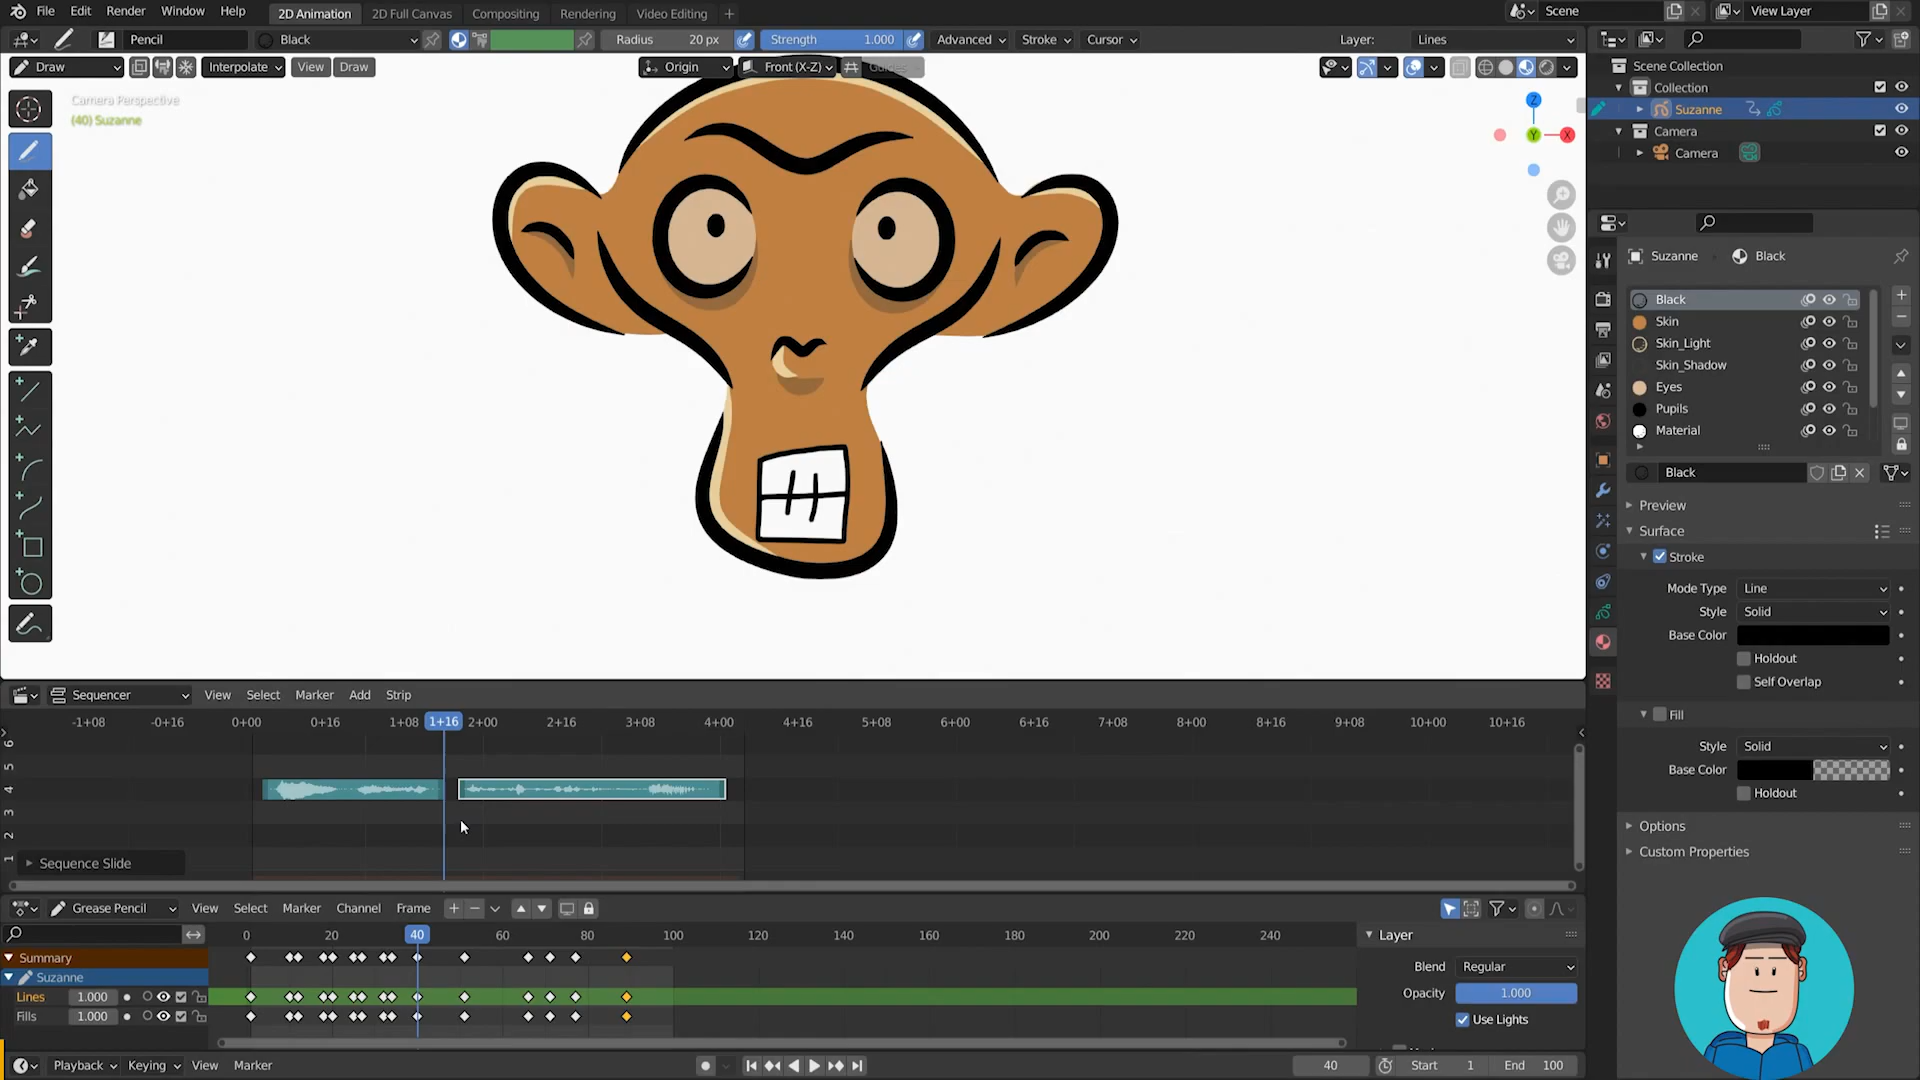 File Edit Render Window Help 2D Animation 2D Full Canvas Compositing Rendering Video Editing + Scene View Layer
Pencil Black Radius 20 px Strength 1.000 Advanced Stroke Cursor Layer: Lines
Draw Interpolate View Draw Origin Front (X-Z)
Camera Perspective
(40) Suzanne
Z
Y
X
Scene Collection
Collection
Suzanne
Camera
Camera
Suzanne Black
Black
Skin
Skin_Light
Skin_Shadow
Eyes
Pupils
Material
Black
Preview
Surface
Stroke
Mode Type Line
Style Solid
Base Color
Holdout
Self Overlap
Fill
Style Solid
Base Color
Holdout
Options
Custom Properties
Sequencer View Select Marker Add Strip
-1+08 -0+16 0+00 0+16 1+08 1+16 2+00 2+16 3+08 4+00 4+16 5+08 6+00 6+16 7+08 8+00 8+16 9+08 10+00 10+16
6
5
4
3
2
1
Sequence Slide
Grease Pencil View Select Marker Channel Frame
0 20 40 60 80 100 120 140 160 180 200 220 240
Summary
Suzanne
Lines 1.000
Fills 1.000
Layer
Blend Regular
Opacity 1.000
Use Lights
Playback Keying View Marker 40 Start 1 End 100